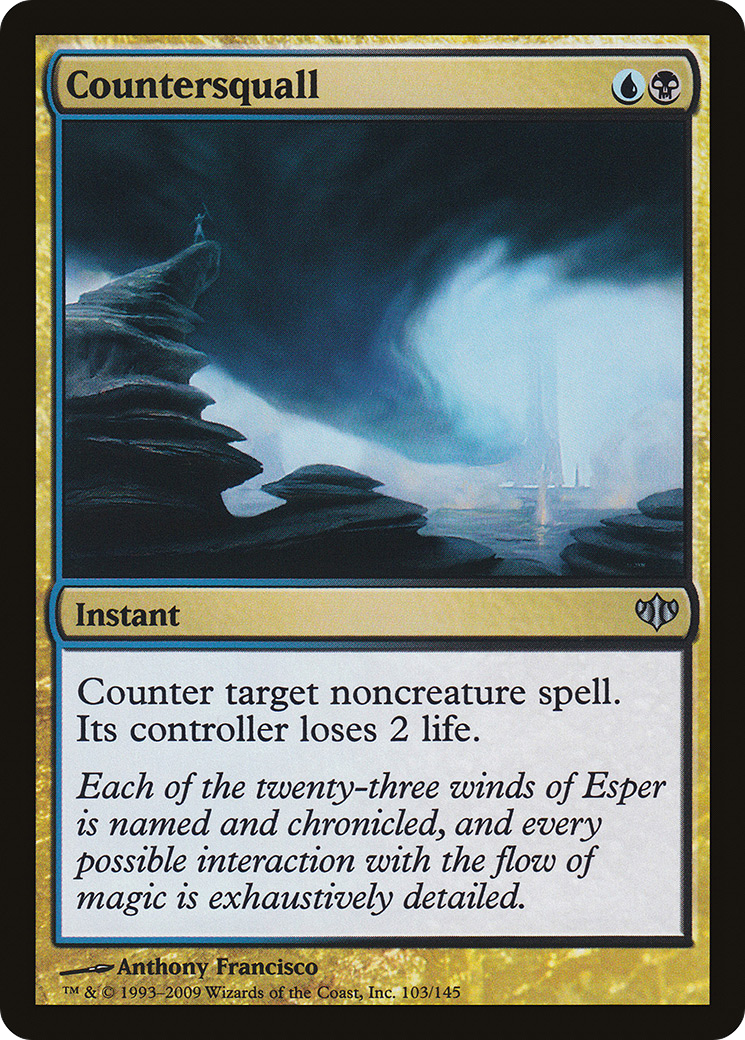 Countersquall
Instant
Counter target noncreature spell.
Its controller loses 2 life.
Each of the twenty-three winds of Esper
is named and chronicled, and every
possible interaction with the flow of
magic is exhaustively detailed.
Anthony Francisco
™ & © 1993–2009 Wizards of the Coast, Inc. 103/145